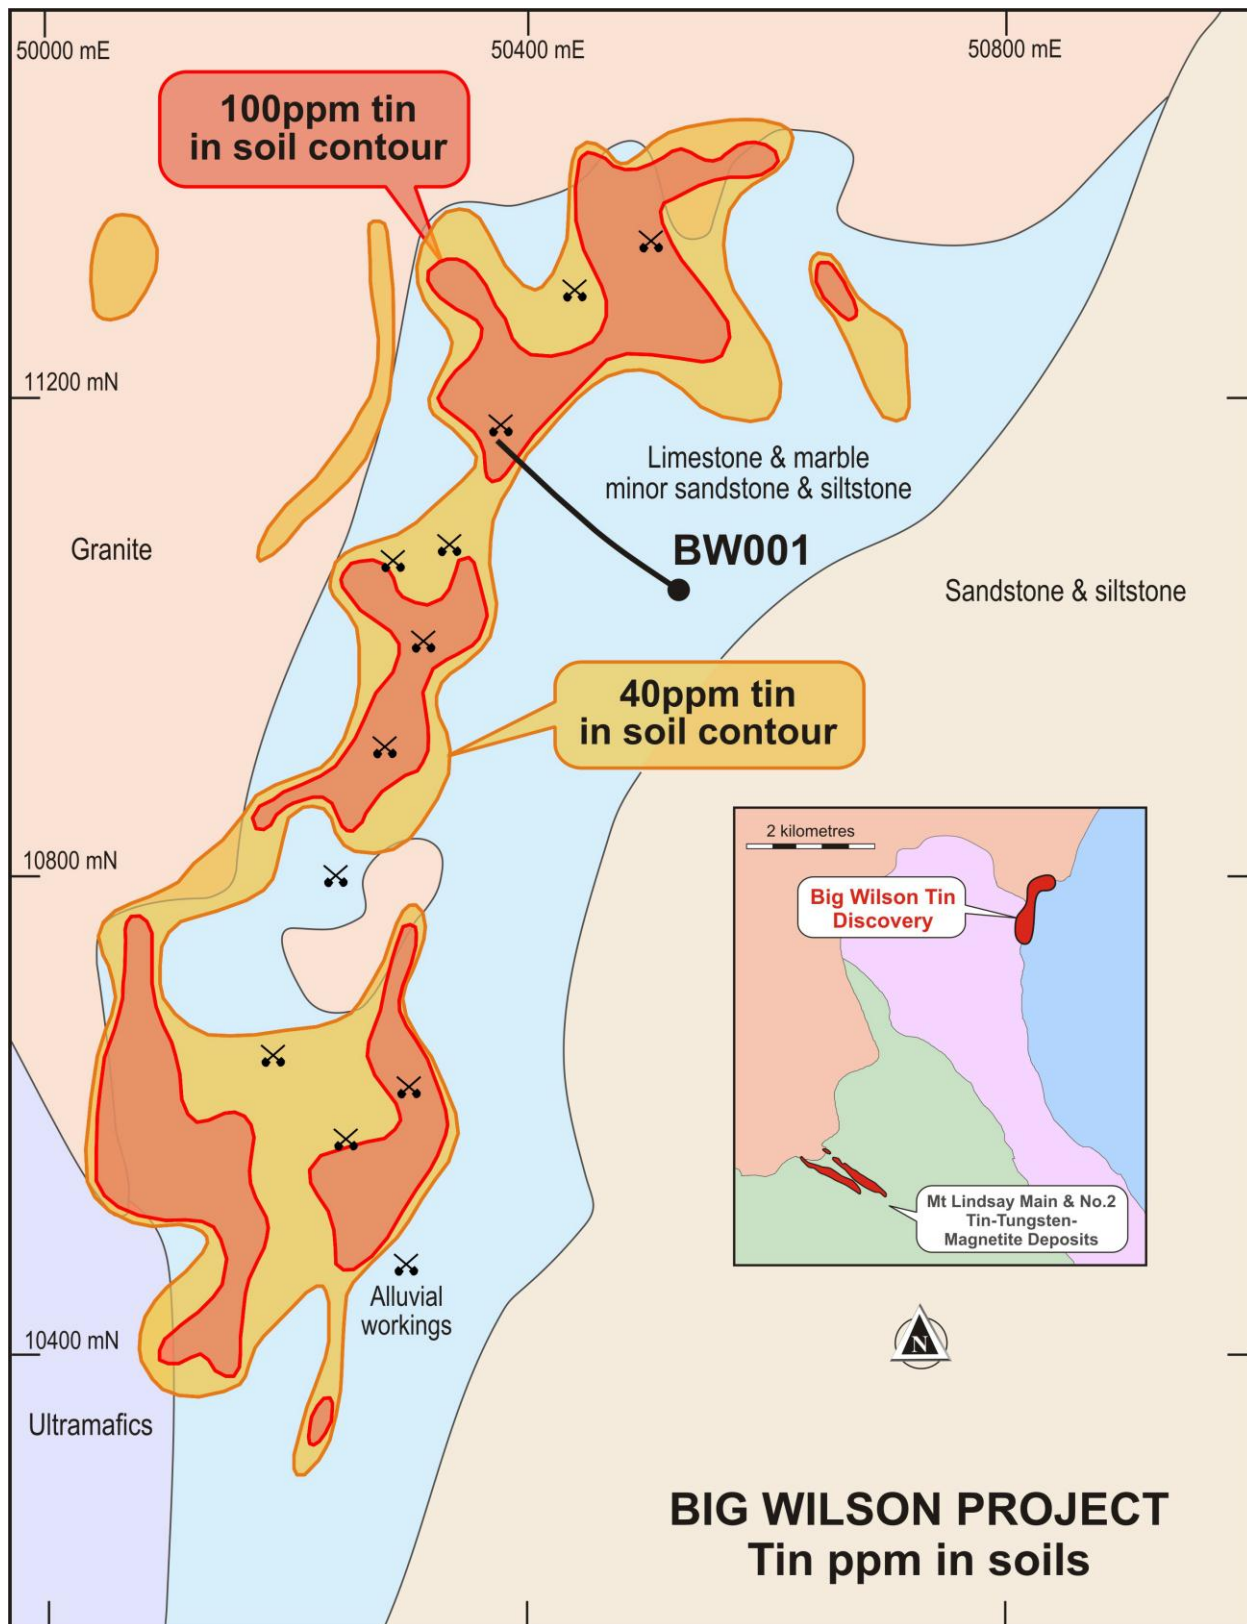 50000 mE
50400 mE
50800 mE
100ppm tin
in soil contour
11200 mN
Limestone & marble
minor sandstone & siltstone
BW001
Granite
Sandstone & siltstone
40ppm tin
in soil contour
10800 mN
2 kilometres
Big Wilson Tin
Discovery
Mt Lindsay Main & No.2
Tin-Tungsten-
Magnetite Deposits
Alluvial
workings
10400 mN
N
Ultramafics
BIG WILSON PROJECT
Tin ppm in soils